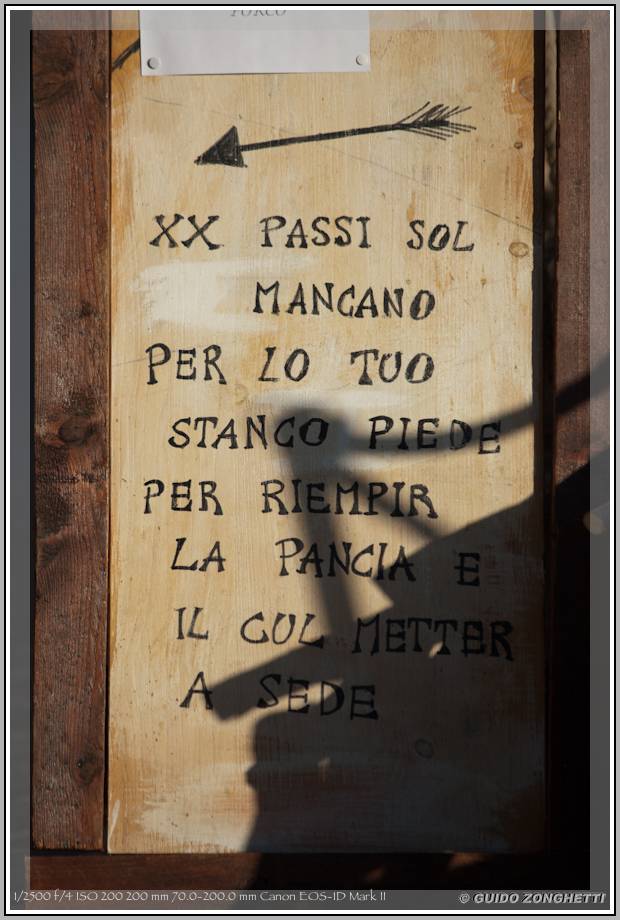 PORCO
XX PASSI SOL
MANCANO
PER LO TUO
STANCO PIEDE
PER RIEMPIR
LA PANCIA E
IL CUL METTER
A SEDE
1/2500 f/4 ISO 200 200 mm 70.0-200.0 mm Canon EOS-1D Mark II
© GUIDO ZONGHETTI